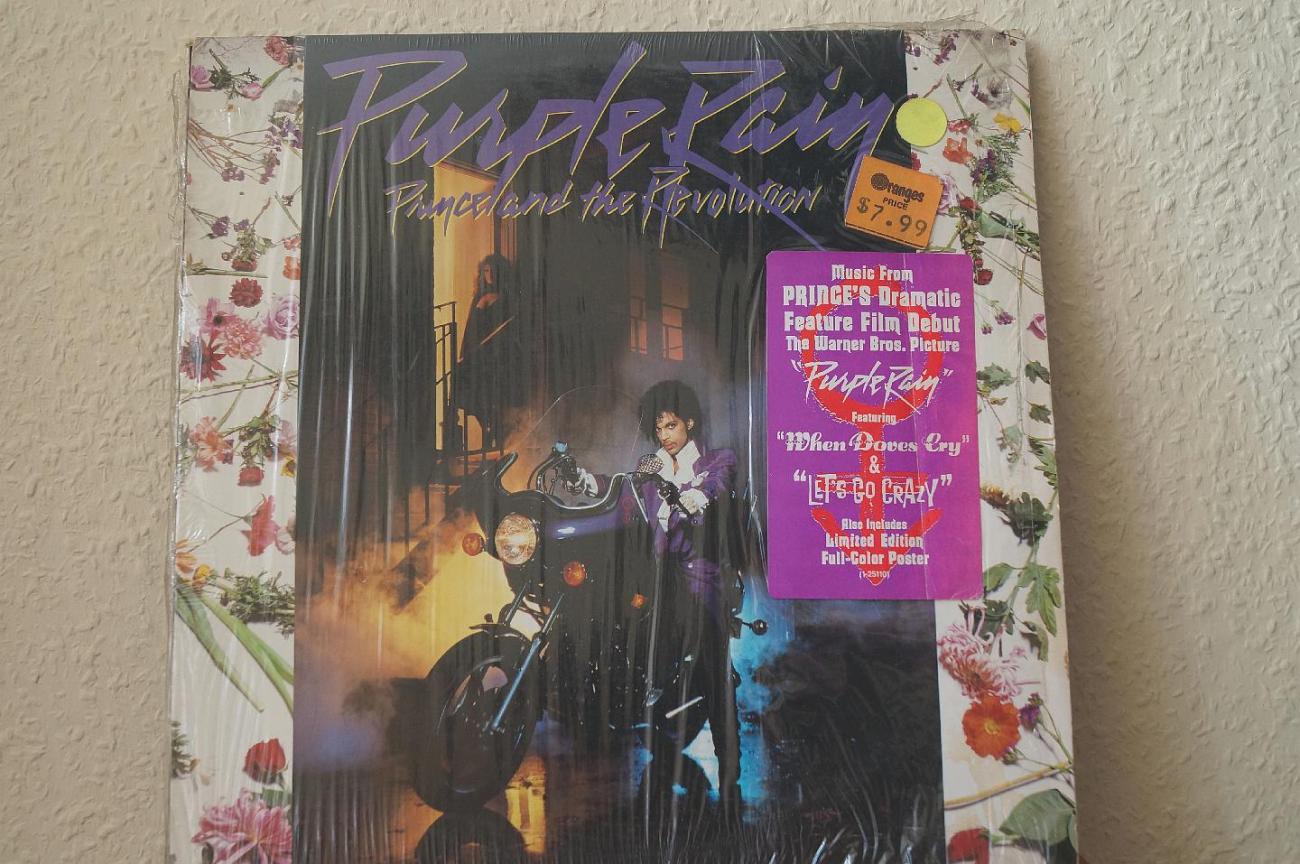 Purple Rain
Prince and the Revolution
Oranges
PRICE
$7.99
Music From
PRINCE'S Dramatic
Feature Film Debut
The Warner Bros. Picture
"Purple Rain"
Featuring
"When Doves Cry"
&
"LET'S GO CRAZY"
Also Includes
Limited Edition
Full-Color Poster
(1-25110)